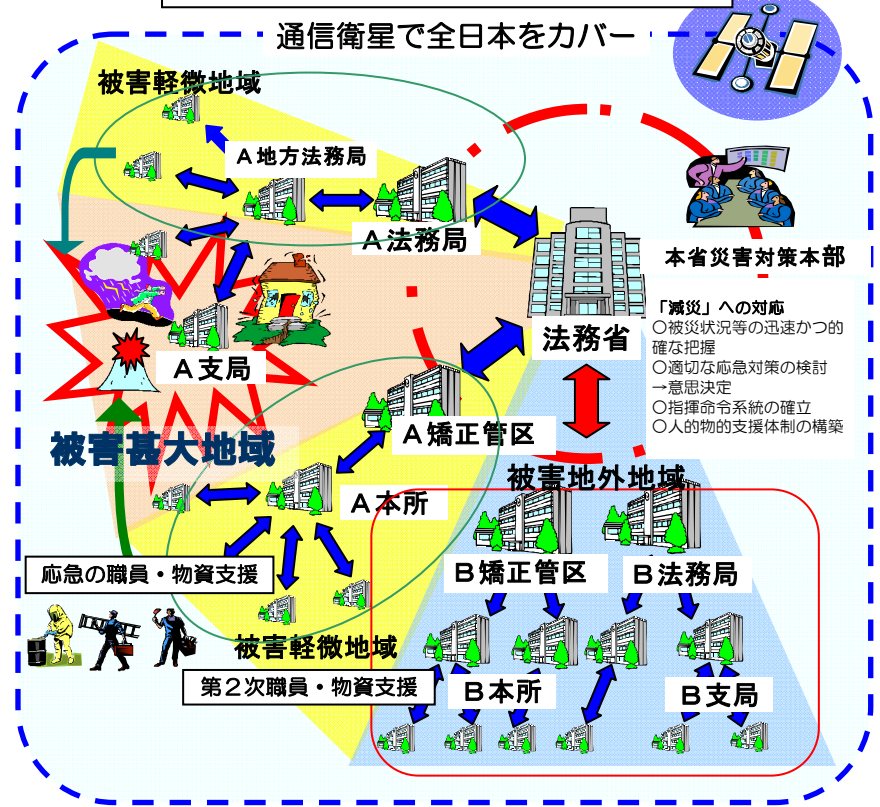 通信衛星で全日本をカバー
被害軽微地域
A地方法務局
A法務局
本省災害対策本部
法務省
「減災」への対応
○被災状況等の迅速かつ的
確な把握
○適切な応急対策の検討
→意思決定
○指揮命令系統の確立
○人的物的支援体制の構築
A支局
被害甚大地域
A矯正管区
A本所
被害地外地域
応急の職員・物資支援
B矯正管区
B法務局
被害軽微地域
第2次職員・物資支援
B本所
B支局